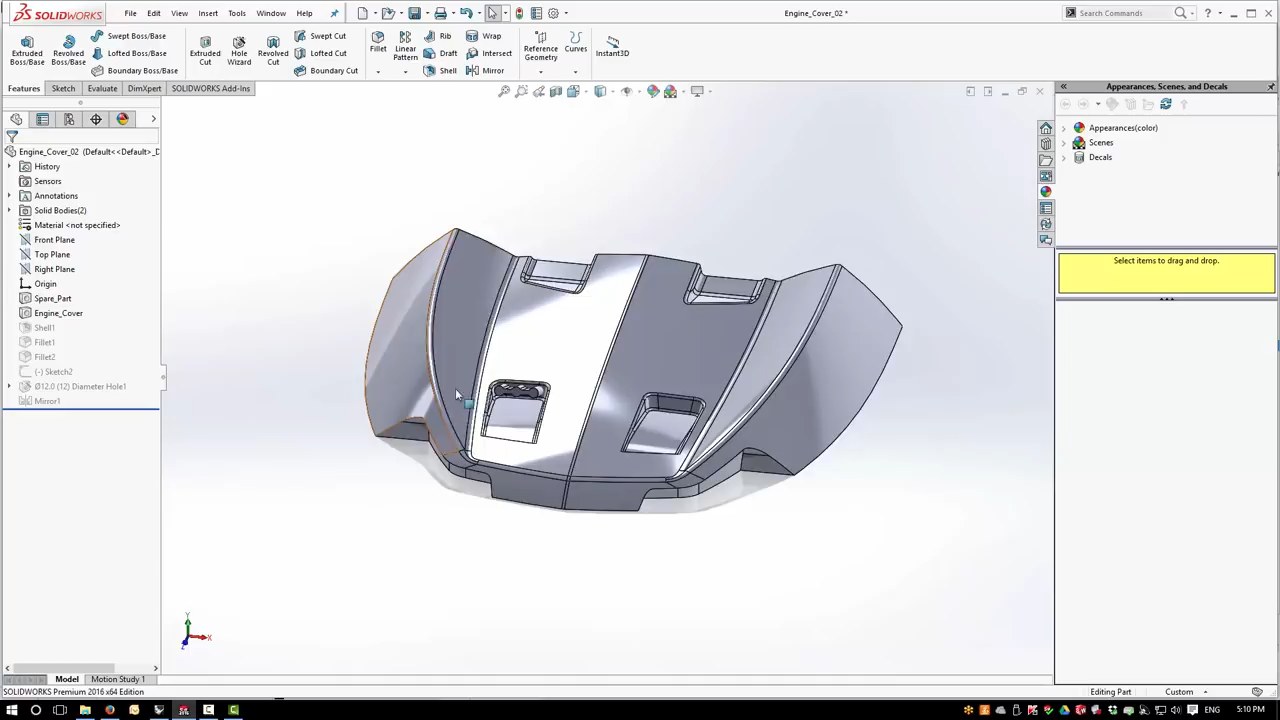 SOLIDWORKS File Edit View Insert Tools Window Help Engine_Cover_02 * Search Commands
Extruded Boss/Base
Revolved Boss/Base
Swept Boss/Base
Lofted Boss/Base
Boundary Boss/Base
Extruded Cut
Hole Wizard
Revolved Cut
Swept Cut
Lofted Cut
Boundary Cut
Fillet
Linear Pattern
Rib
Draft
Shell
Wrap
Intersect
Mirror
Reference Geometry
Curves
Instant3D
Features Sketch Evaluate DimXpert SOLIDWORKS Add-Ins
Appearances, Scenes, and Decals
Appearances(color)
Scenes
Decals
Select items to drag and drop.
Engine_Cover_02 (Default<<Default>_D
History
Sensors
Annotations
Solid Bodies(2)
Material <not specified>
Front Plane
Top Plane
Right Plane
Origin
Spare_Part
Engine_Cover
Shell1
Fillet1
Fillet2
(-) Sketch2
Ø12.0 (12) Diameter Hole1
Mirror1
Y
X
Z
Model Motion Study 1
SOLIDWORKS Premium 2016 x64 Edition Editing Part Custom
ENG 5:10 PM